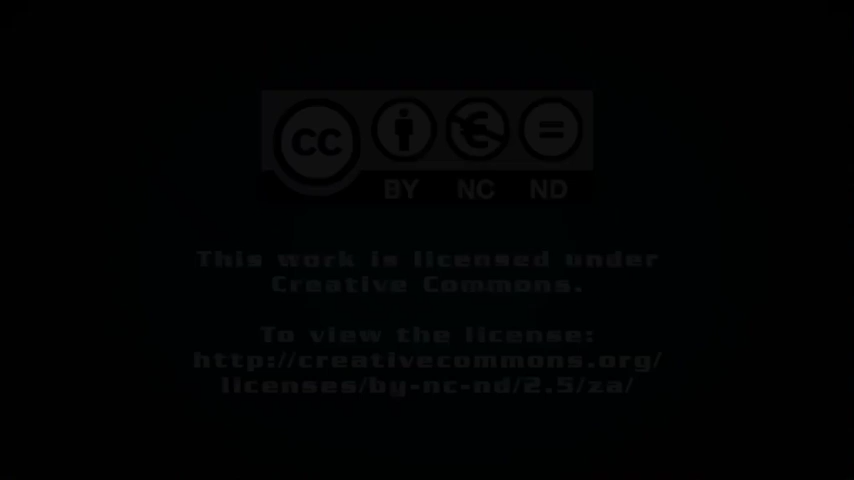 cc
BY NC ND
This work is licensed under
Creative Commons.
To view the license:
http://creativecommons.org/
licenses/by-nc-nd/2.5/za/